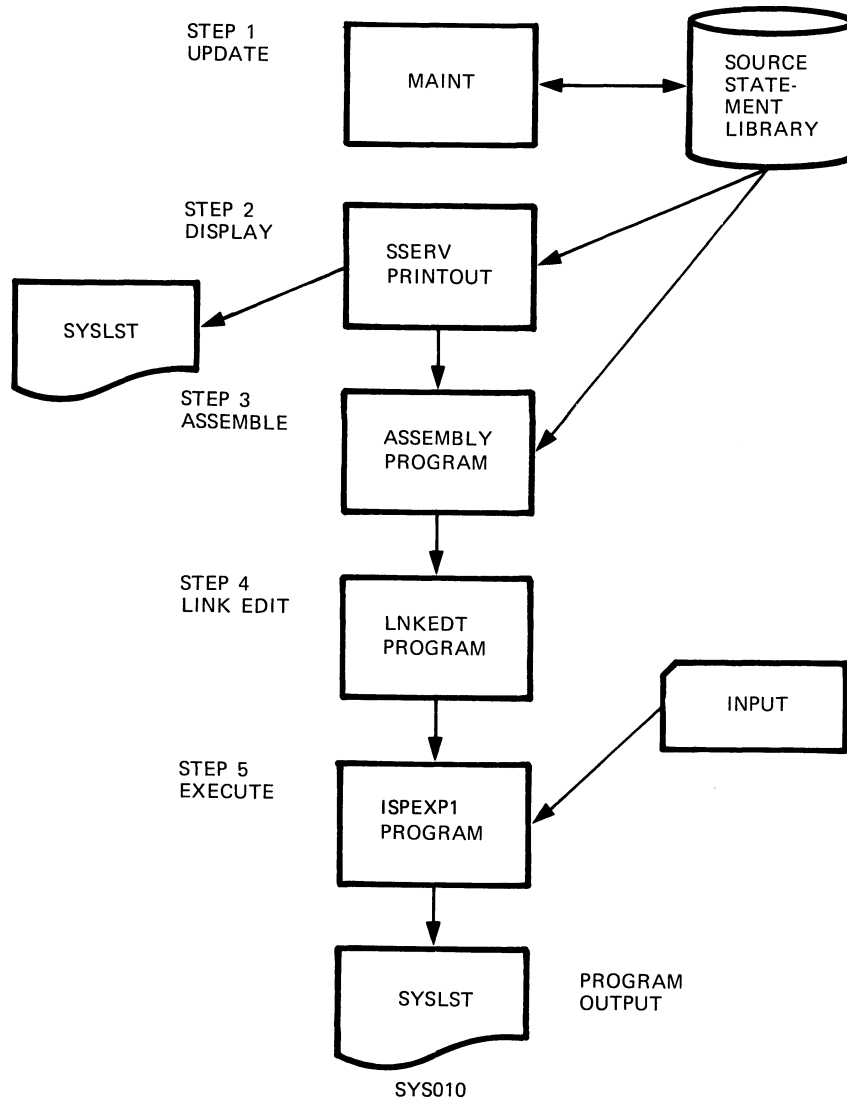 STEP 1
UPDATE
MAINT
SOURCE
STATE-
MENT
LIBRARY
STEP 2
DISPLAY
SSERV
PRINTOUT
SYSLST
STEP 3
ASSEMBLE
ASSEMBLY
PROGRAM
STEP 4
LINK EDIT
LNKEDT
PROGRAM
INPUT
STEP 5
EXECUTE
ISPEXP1
PROGRAM
SYSLST
PROGRAM
OUTPUT
SYS010